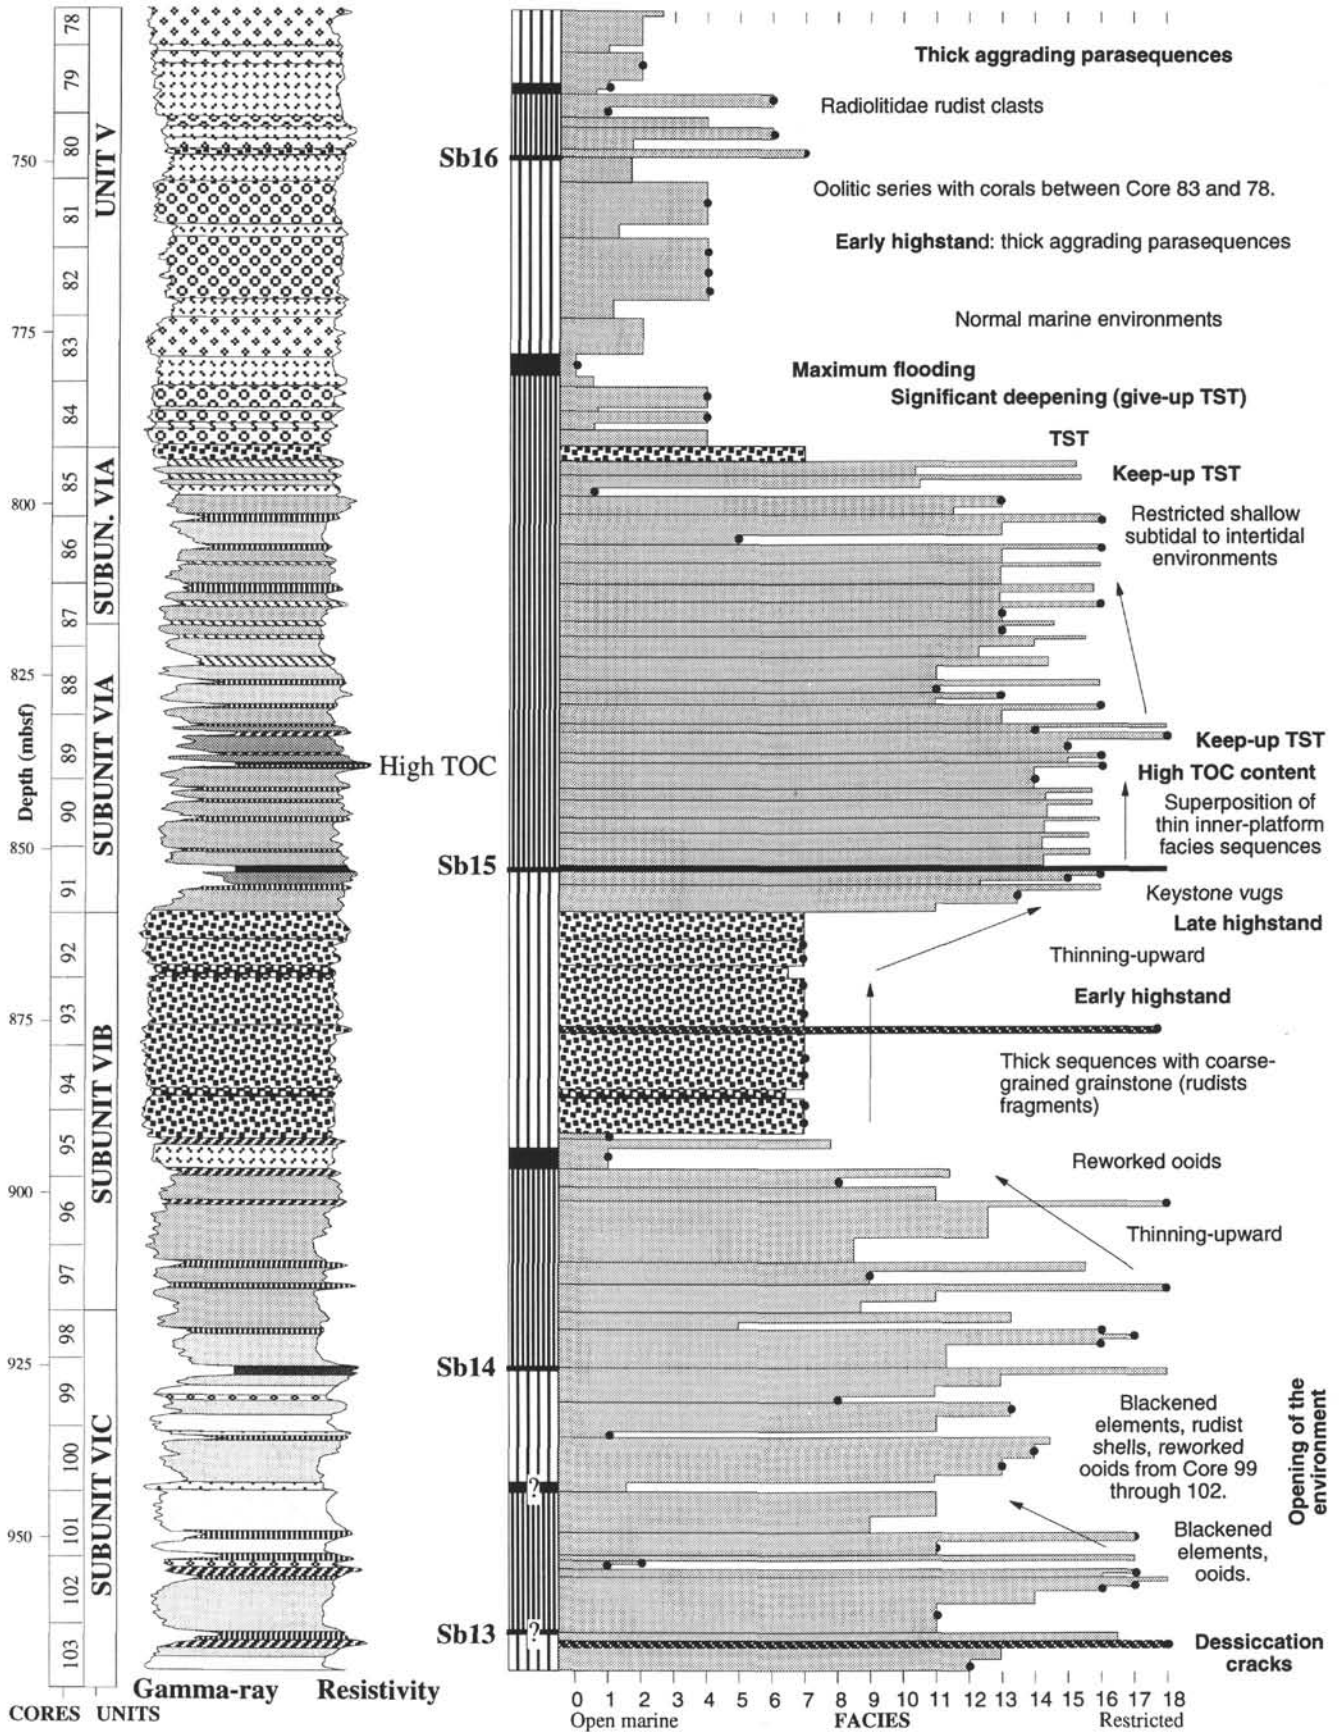 78
79
80
81
82
83
84
85
86
87
88
89
90
91
92
93
94
95
96
97
98
99
100
101
102
103
750
775
800
825
850
875
900
925
950
Depth (mbsf)
UNIT V
SUBUN. VIA
SUBUNIT VIA
SUBUNIT VIB
SUBUNIT VIC
High TOC
Sb16
Sb15
Sb14
?
Sb13
?
Thick aggrading parasequences
Radiolitidae rudist clasts
Oolitic series with corals between Core 83 and 78.
Early highstand: thick aggrading parasequences
Normal marine environments
Maximum flooding
Significant deepening (give-up TST)
TST
Keep-up TST
Restricted shallow
subtidal to intertidal
environments
Keep-up TST
High TOC content
Superposition of
thin inner-platform
facies sequences
Keystone vugs
Late highstand
Thinning-upward
Early highstand
Thick sequences with coarse-
grained grainstone (rudists
fragments)
Reworked ooids
Thinning-upward
Blackened
elements, rudist
shells, reworked
ooids from Core 99
through 102.
Opening of the
environment
Blackened
elements,
ooids.
Dessiccation
cracks
Gamma-ray Resistivity
0 1 2 3 4 5 6 7 8 9 10 11 12 13 14 15 16 17 18
CORES UNITS
Open marine FACIES Restricted